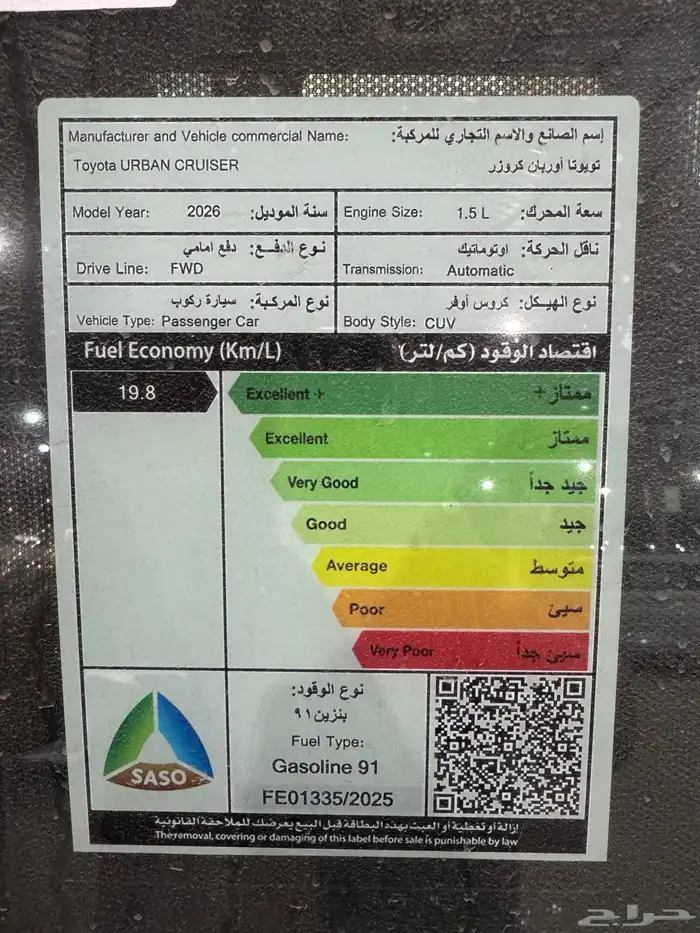 Manufacturer and Vehicle commercial Name: إسم الصانع والاسم التجاري للمركبة:
Toyota URBAN CRUISER تويوتا أوربان كروزر
Model Year: 2026 سنة الموديل:
Engine Size: 1.5 L سعة المحرك:
نوع الدفع: دفع امامي
Drive Line: FWD
ناقل الحركة: اوتوماتيك
Transmission: Automatic
نوع المركبة: سيارة ركوب
Vehicle Type: Passenger Car
نوع الهيكل: كروس أوفر
Body Style: CUV
Fuel Economy (Km/L) اقتصاد الوقود (كم/لتر)
19.8
Excellent + ممتاز +
Excellent ممتاز
Very Good جيد جداً
Good جيد
Average متوسط
Poor سيئ
Very Poor سيئ جداً
SASO
نوع الوقود:
بنزين ٩١
Fuel Type:
Gasoline 91
FE01335/2025
إزالة أو تغطية أو العبث بهذه البطاقة قبل البيع يعرضك للملاحقة القانونية
The removal, covering or damaging of this label before sale is punishable by law
حراج